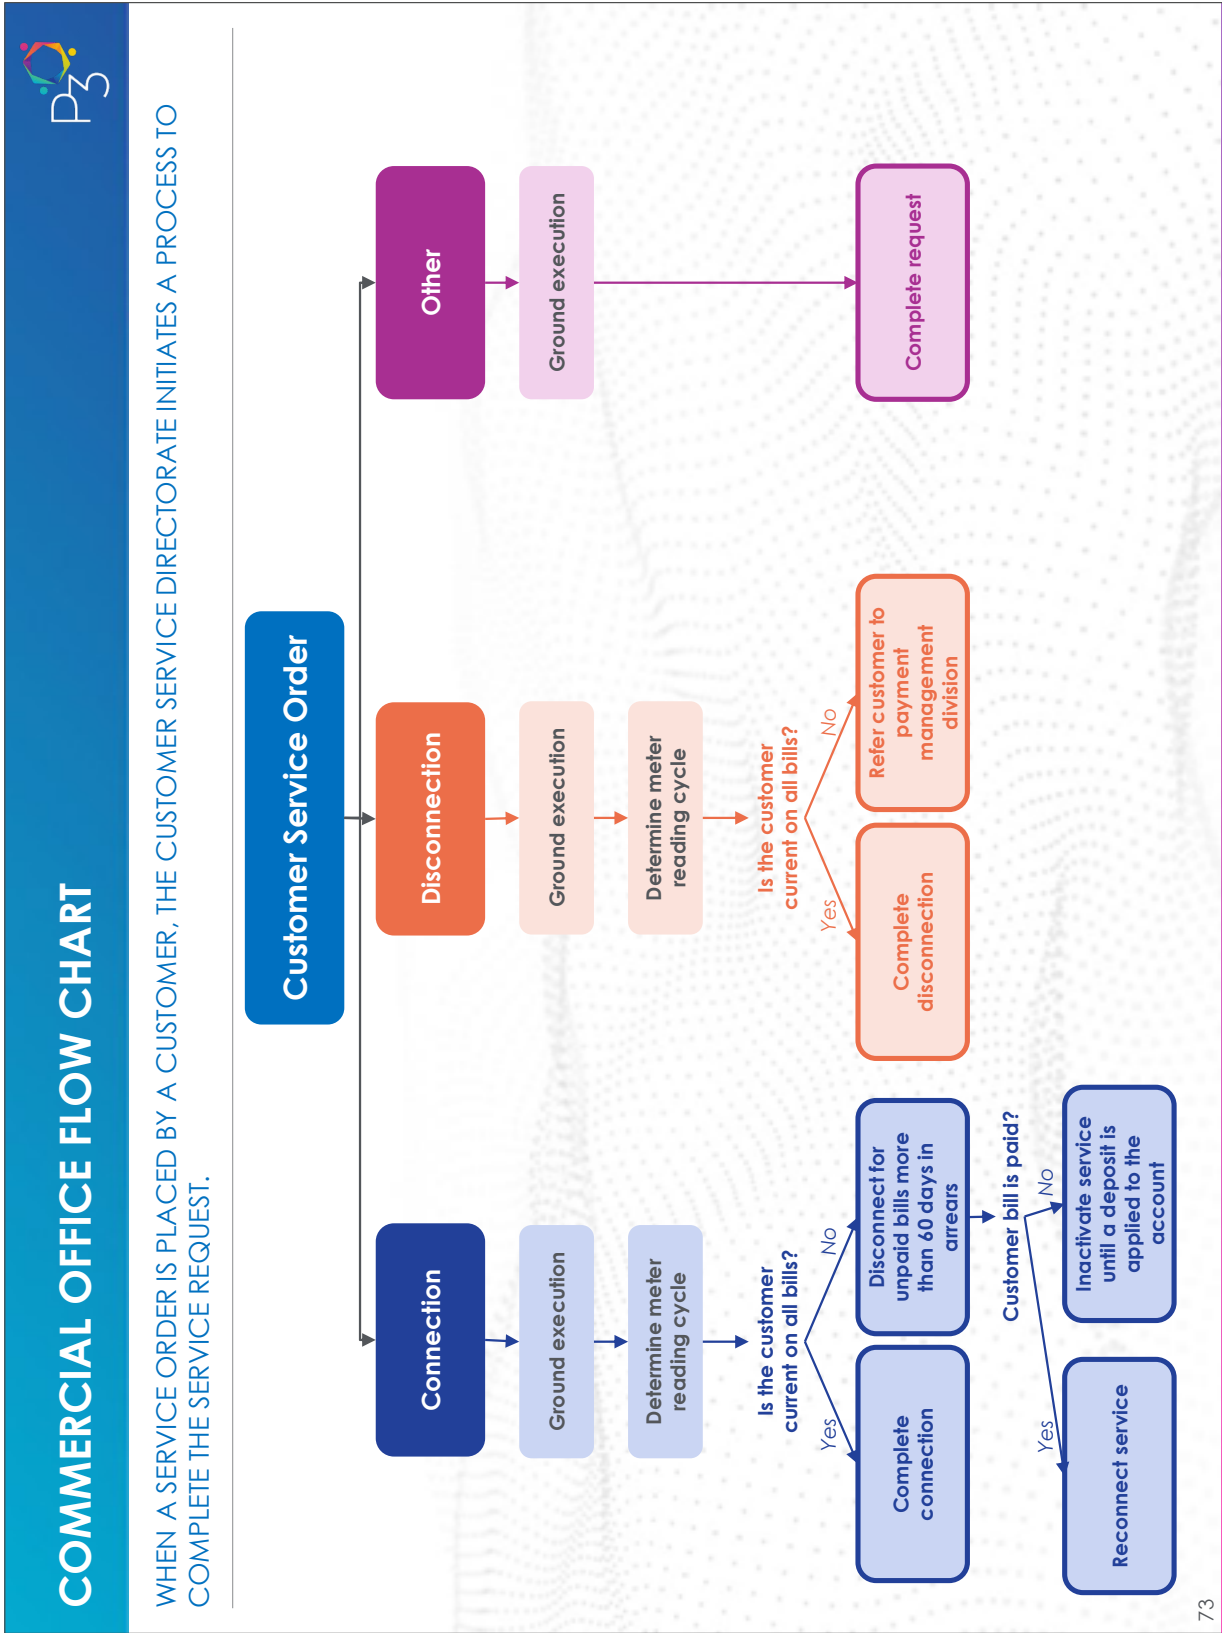 COMMERCIAL OFFICE FLOW CHART
P3
WHEN A SERVICE ORDER IS PLACED BY A CUSTOMER, THE CUSTOMER SERVICE DIRECTORATE INITIATES A PROCESS TO
COMPLETE THE SERVICE REQUEST.
Customer Service Order
Connection
Disconnection
Other
Ground execution
Ground execution
Ground execution
Determine meter
reading cycle
Determine meter
reading cycle
Is the customer
current on all bills?
Is the customer
current on all bills?
Yes
No
Yes
No
Complete
connection
Disconnect for
unpaid bills more
than 60 days in
arrears
Complete
disconnection
Refer customer to
payment
management
division
Complete request
Customer bill is paid?
Yes
No
Reconnect service
Inactivate service
until a deposit is
applied to the
account
73